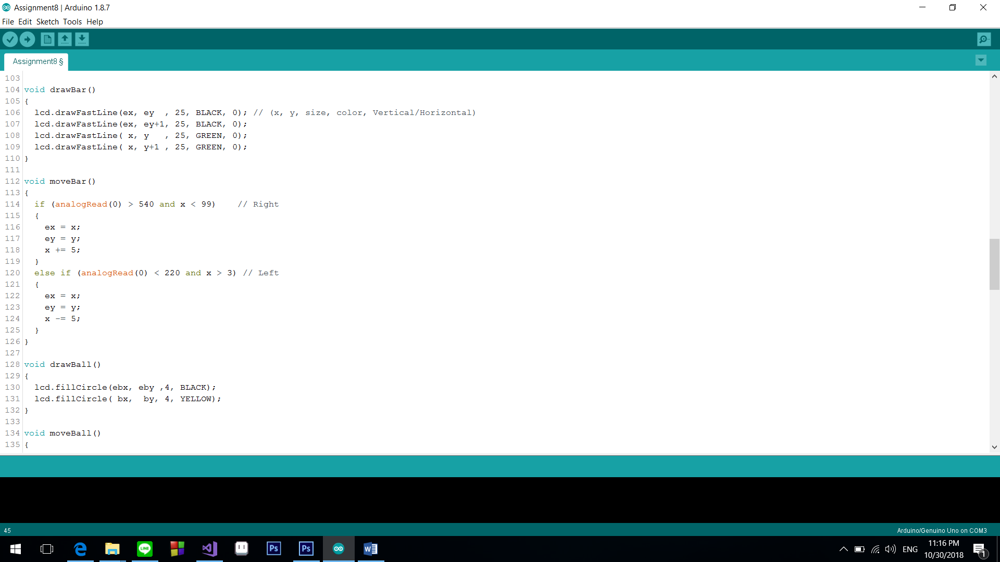 Assignment8 | Arduino 1.8.7
File Edit Sketch Tools Help
Assignment8 §
103
104 void drawBar()
105 {
106   lcd.drawFastLine(ex, ey  , 25, BLACK, 0); // (x, y, size, color, Vertical/Horizontal)
107   lcd.drawFastLine(ex, ey+1, 25, BLACK, 0);
108   lcd.drawFastLine( x, y   , 25, GREEN, 0);
109   lcd.drawFastLine( x, y+1 , 25, GREEN, 0);
110 }
111
112 void moveBar()
113 {
114   if (analogRead(0) > 540 and x < 99)    // Right
115   {
116     ex = x;
117     ey = y;
118     x += 5;
119   }
120   else if (analogRead(0) < 220 and x > 3) // Left
121   {
122     ex = x;
123     ey = y;
124     x -= 5;
125   }
126 }
127
128 void drawBall()
129 {
130   lcd.fillCircle(ebx, eby ,4, BLACK);
131   lcd.fillCircle( bx,  by, 4, YELLOW);
132 }
133
134 void moveBall()
135 {
45
Arduino/Genuino Uno on COM3
LINE
Ps
Ps
W
ENG
11:16 PM
10/30/2018
1